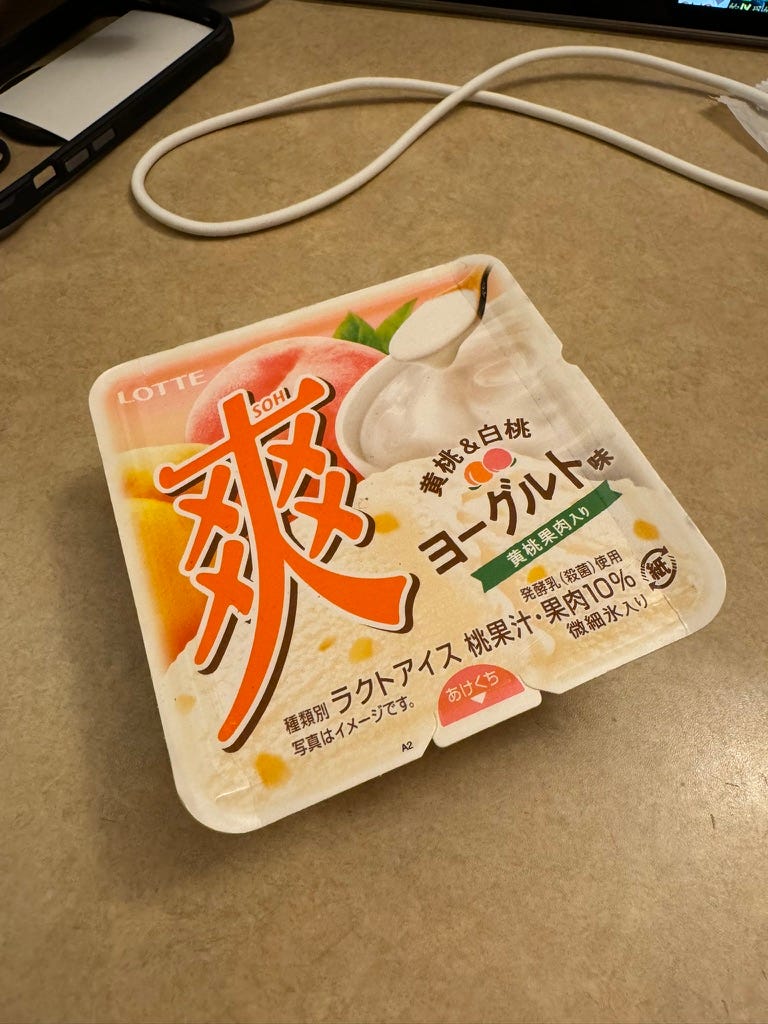 LOTTE
SOH
爽
黄桃&白桃
ヨーグルト味
黄桃果肉入り
発酵乳(殺菌)使用
桃果汁・果肉10%
微細氷入り
紙
種類別 ラクトアイス
写真はイメージです。
あけくち
A2